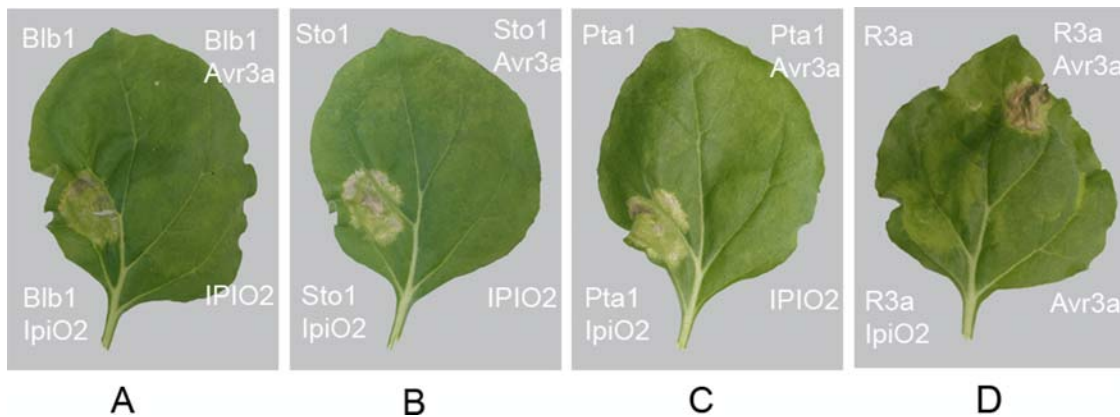 Blb1
Blb1
Avr3a
Blb1
IpiO2
IPIO2
A
Sto1
Sto1
Avr3a
Sto1
IpiO2
IPIO2
B
Pta1
Pta1
Avr3a
Pta1
IpiO2
IPIO2
C
R3a
R3a
Avr3a
R3a
IpiO2
Avr3a
D